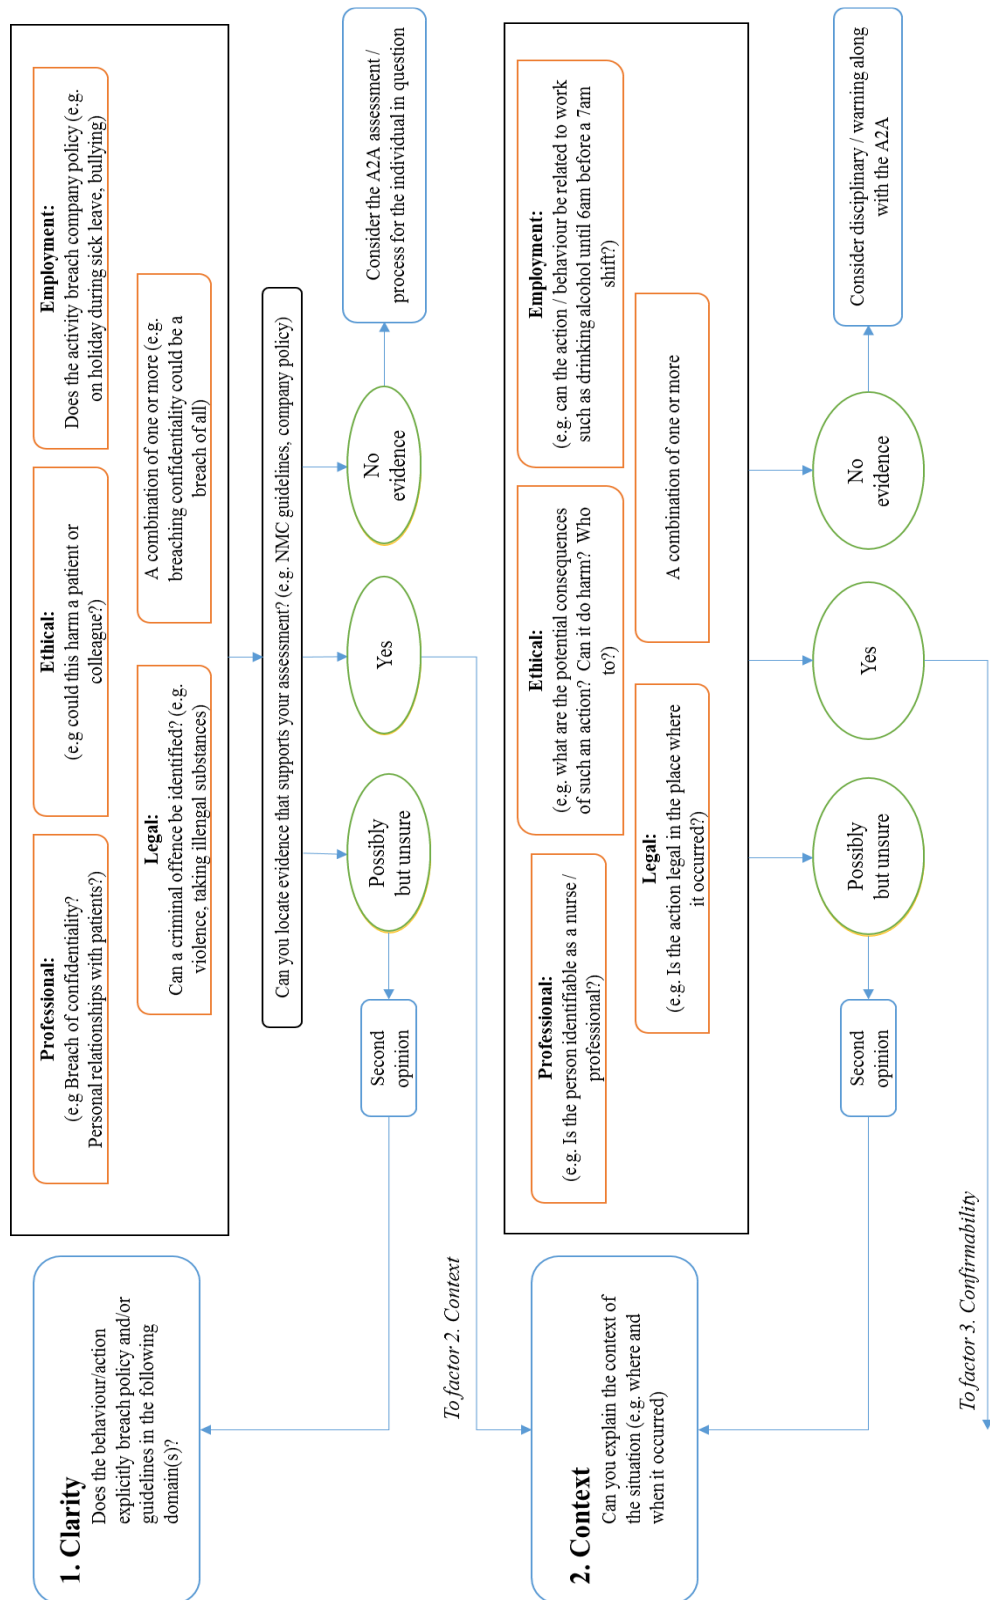 1. Clarity
Does the behaviour/action
explicitly breach policy and/or
guidelines in the following
domain(s)?
Professional:
(e.g Breach of confidentiality?
Personal relationships with patients?)
Ethical:
(e.g could this harm a patient or
colleague?)
Employment:
Does the activity breach company policy (e.g.
on holiday during sick leave, bullying)
Legal:
Can a criminal offence be identified? (e.g.
violence, taking illengal substances)
A combination of one or more (e.g.
breaching confidentiality could be a
breach of all)
Can you locate evidence that supports your assessment? (e.g. NMC guidelines, company policy)
Second
opinion
Possibly
but unsure
Yes
No
evidence
Consider the A2A assessment /
process for the individual in question
To factor 2. Context
2. Context
Can you explain the context of
the situation (e.g. where and
when it occurred)
Professional:
(e.g. Is the person identifiable as a nurse /
professional?)
Ethical:
(e.g. what are the potential consequences
of such an action? Can it do harm? Who
to?)
Employment:
(e.g. can the action / behaviour be related to work
such as drinking alcohol until 6am before a 7am
shift?)
Legal:
(e.g. Is the action legal in the place where
it occurred?)
A combination of one or more
Second
opinion
Possibly
but unsure
Yes
No
evidence
Consider disciplinary / warning along
with the A2A
To factor 3. Confirmability